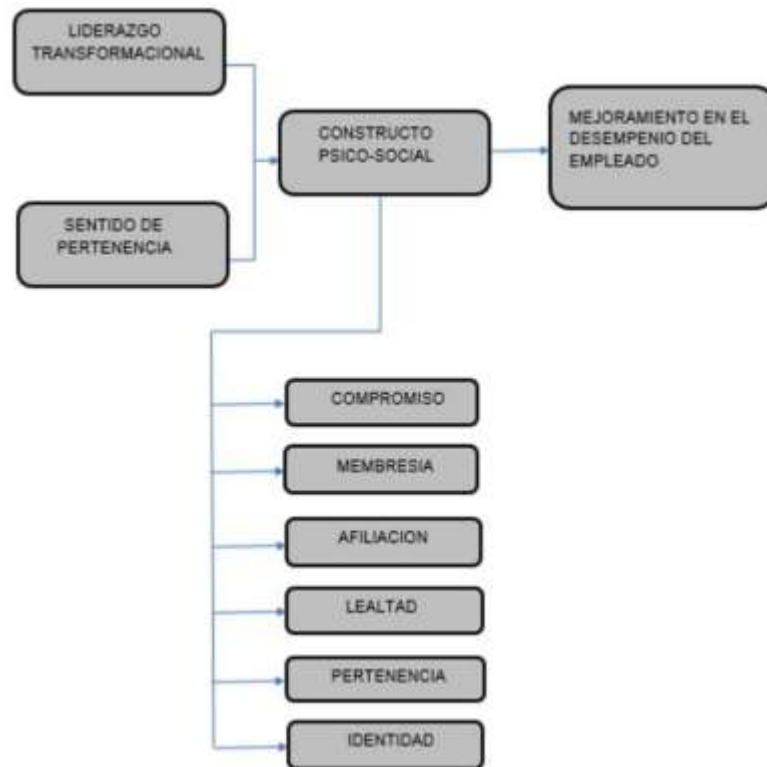 LIDERAZGO
TRANSFORMACIONAL
SENTIDO DE
PERTENENCIA
CONSTRUCTO
PSICO-SOCIAL
MEJORAMIENTO EN EL
DESEMPENIO DEL
EMPLEADO
COMPROMISO
MEMBRESIA
AFILIACION
LEALTAD
PERTENENCIA
IDENTIDAD